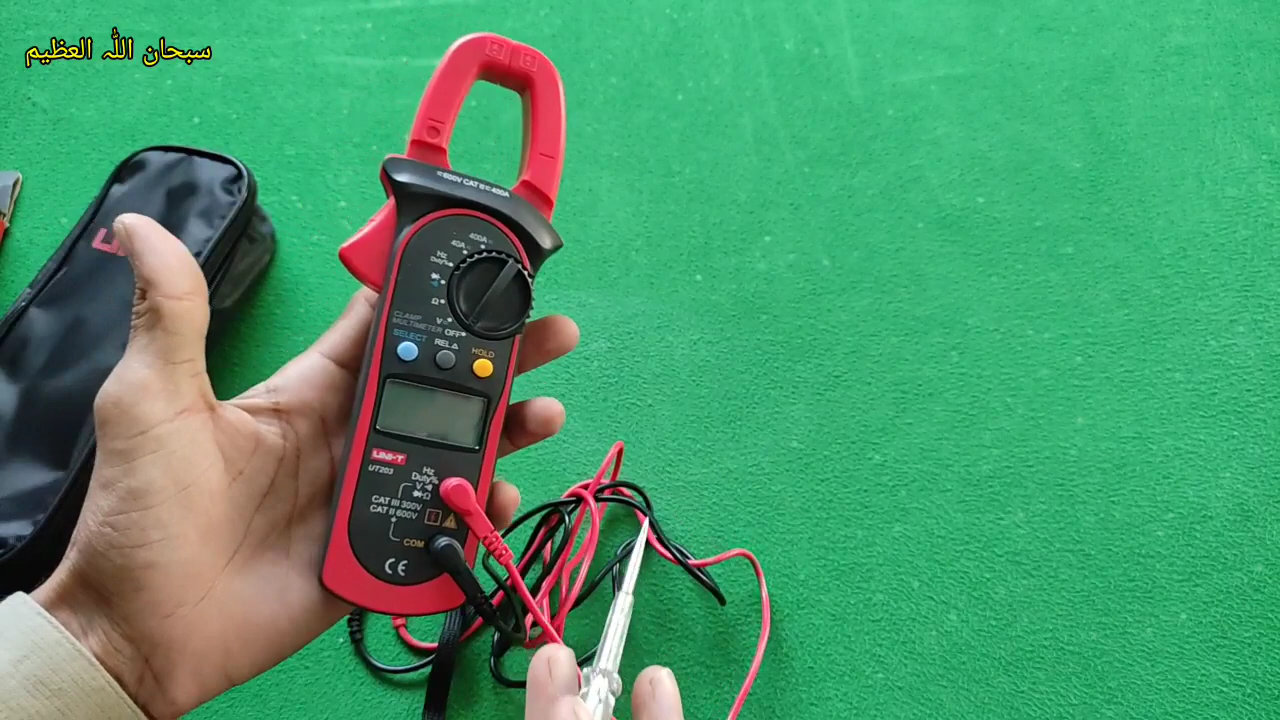 سبحان اللّٰه العظيم
600V CAT II 400A
400A~
40A~
Hz
Duty%
Ω
V
OFF
CLAMP
MULTIMETER
SELECT
REL△
HOLD
UNI-T
UT203
Hz
Duty%
V
Ω
CAT III 300V
CAT II 600V
COM
CE